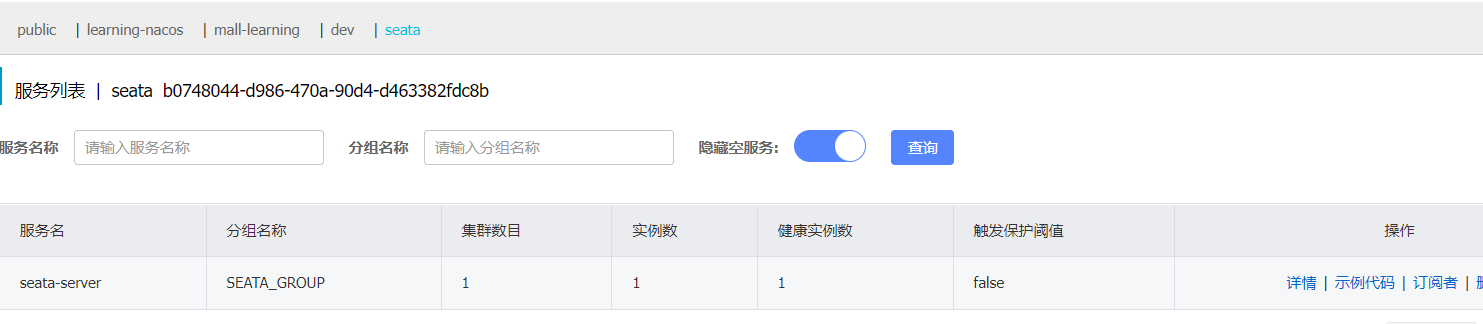 public | learning-nacos | mall-learning | dev | seata
服务列表 | seata b0748044-d986-470a-90d4-d463382fdc8b
服务名称 请输入服务名称 分组名称 请输入分组名称 隐藏空服务: 查询
服务名 分组名称 集群数目 实例数 健康实例数 触发保护阈值 操作
seata-server SEATA_GROUP 1 1 1 false 详情 | 示例代码 | 订阅者 |